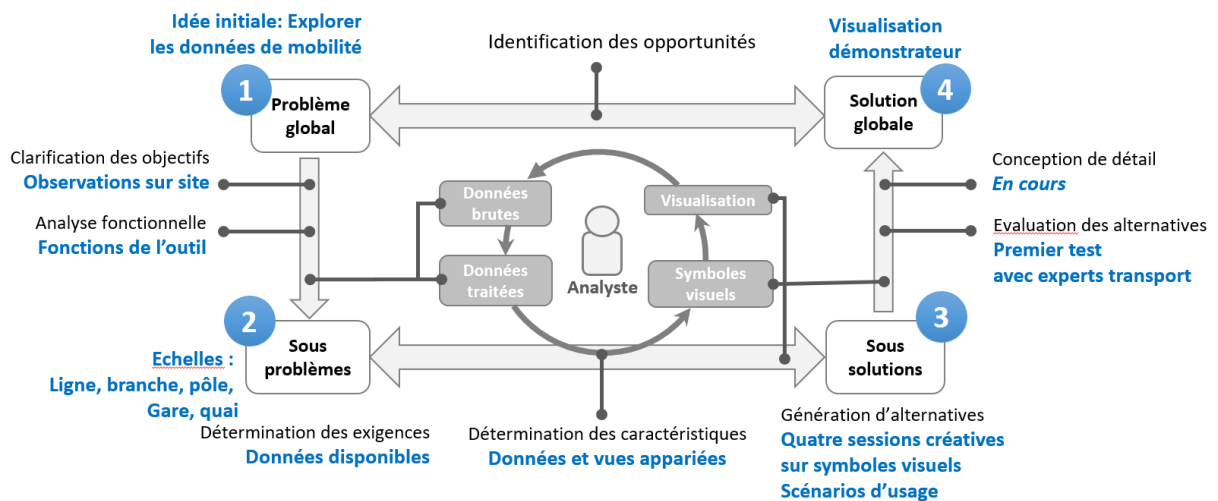 Idée initiale: Explorer
les données de mobilité
Identification des opportunités
Visualisation
démonstrateur
1
Problème
global
4
Solution
globale
Clarification des objectifs
Observations sur site
Analyse fonctionnelle
Fonctions de l’outil
Données
brutes
Données
traitées
Analyste
Visualisation
Symboles
visuels
Conception de détail
En cours
Evaluation des alternatives
Premier test
avec experts transport
2
Sous
problèmes
3
Sous
solutions
Echelles :
Ligne, branche, pôle,
Gare, quai
Détermination des exigences
Données disponibles
Détermination des caractéristiques
Données et vues appariées
Génération d’alternatives
Quatre sessions créatives
sur symboles visuels
Scénarios d’usage